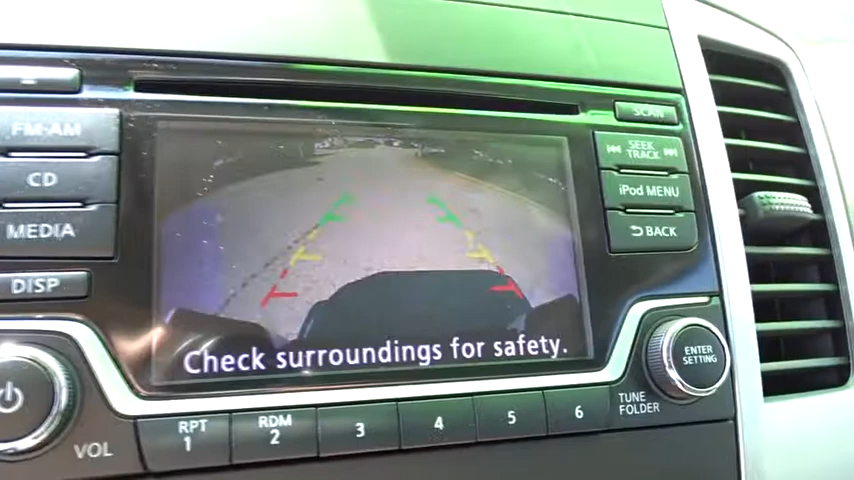 FM·AM
CD
MEDIA
DISP
VOL
SCAN
SEEK
TRACK
iPod MENU
BACK
Check surroundings for safety.
ENTER
SETTING
TUNE
FOLDER
RPT
1
RDM
2
3
4
5
6